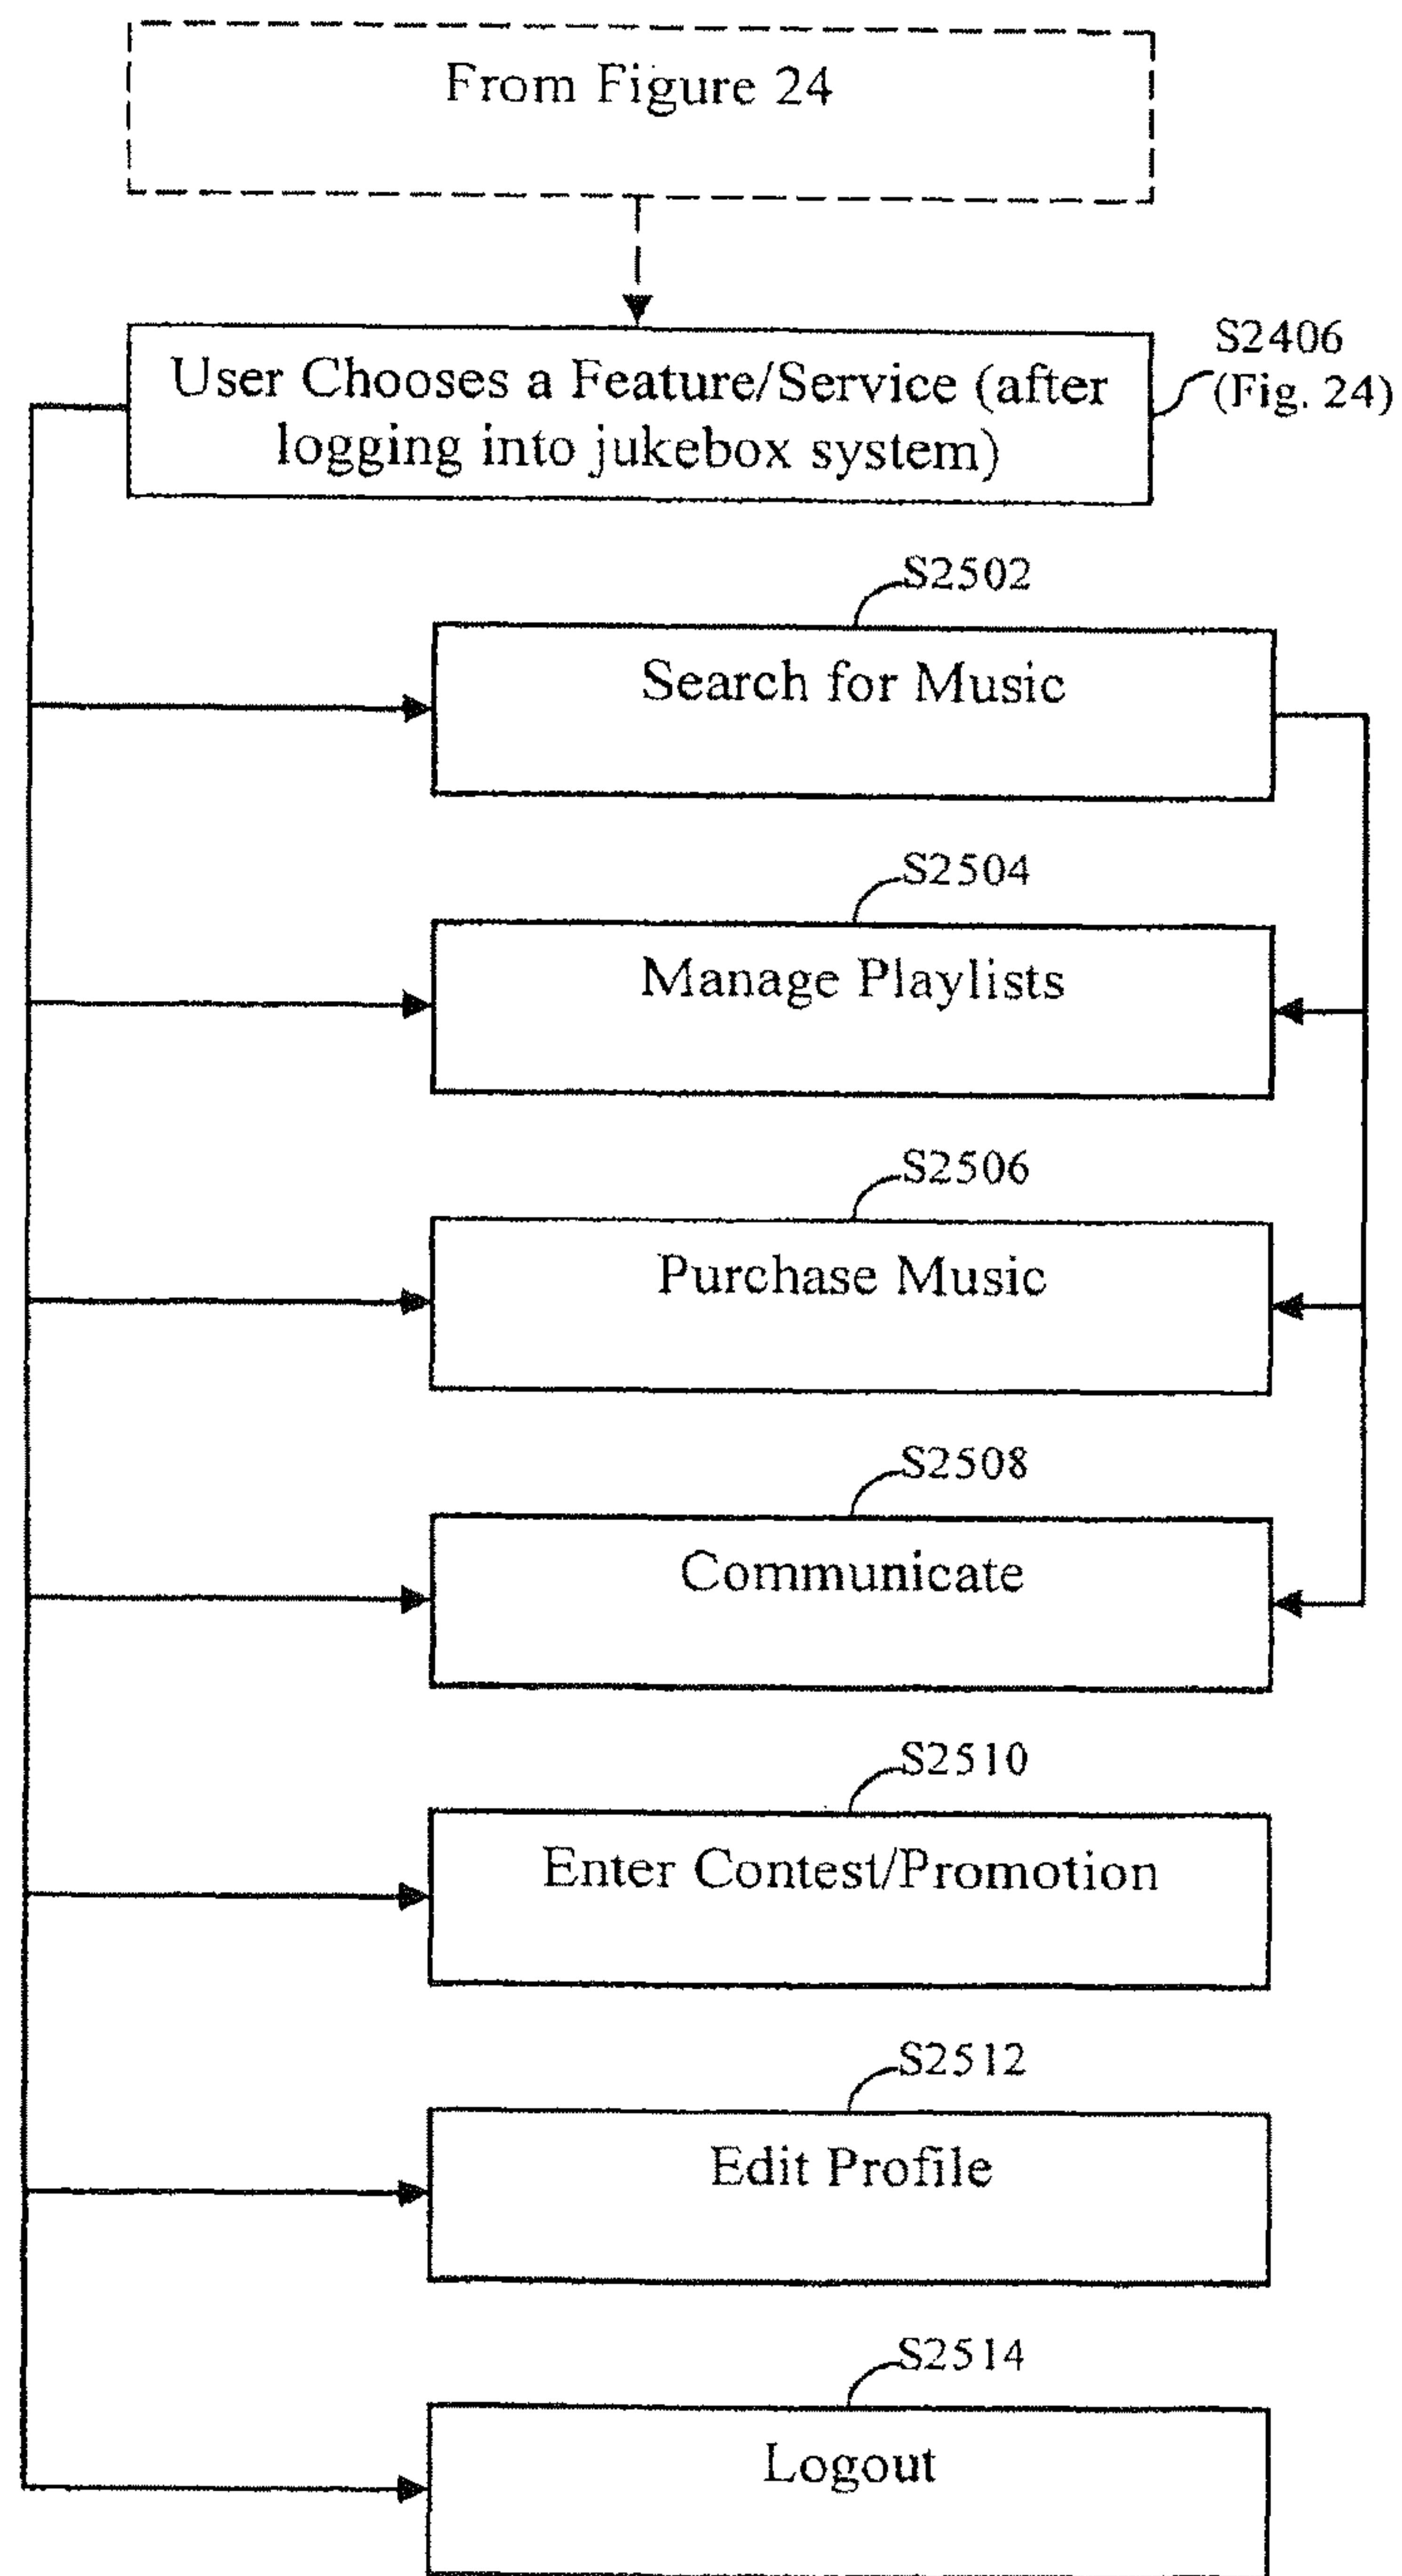 From Figure 24
User Chooses a Feature/Service (after
logging into jukebox system)
S2406
(Fig. 24)
S2502
Search for Music
S2504
Manage Playlists
S2506
Purchase Music
S2508
Communicate
S2510
Enter Contest/Promotion
S2512
Edit Profile
S2514
Logout